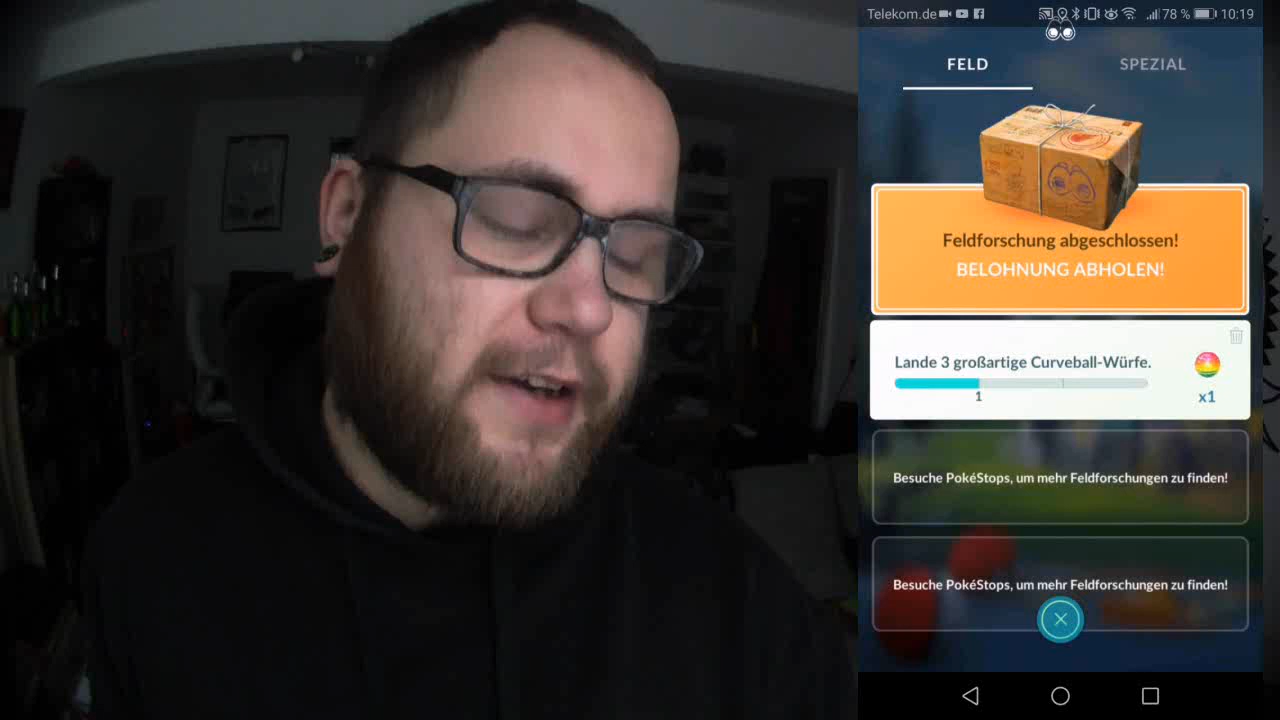 Telekom.de 78 % 10:19
FELD SPEZIAL
Feldforschung abgeschlossen!
BELOHNUNG ABHOLEN!
Lande 3 großartige Curveball-Würfe.
1
x1
Besuche PokéStops, um mehr Feldforschungen zu finden!
Besuche PokéStops, um mehr Feldforschungen zu finden!